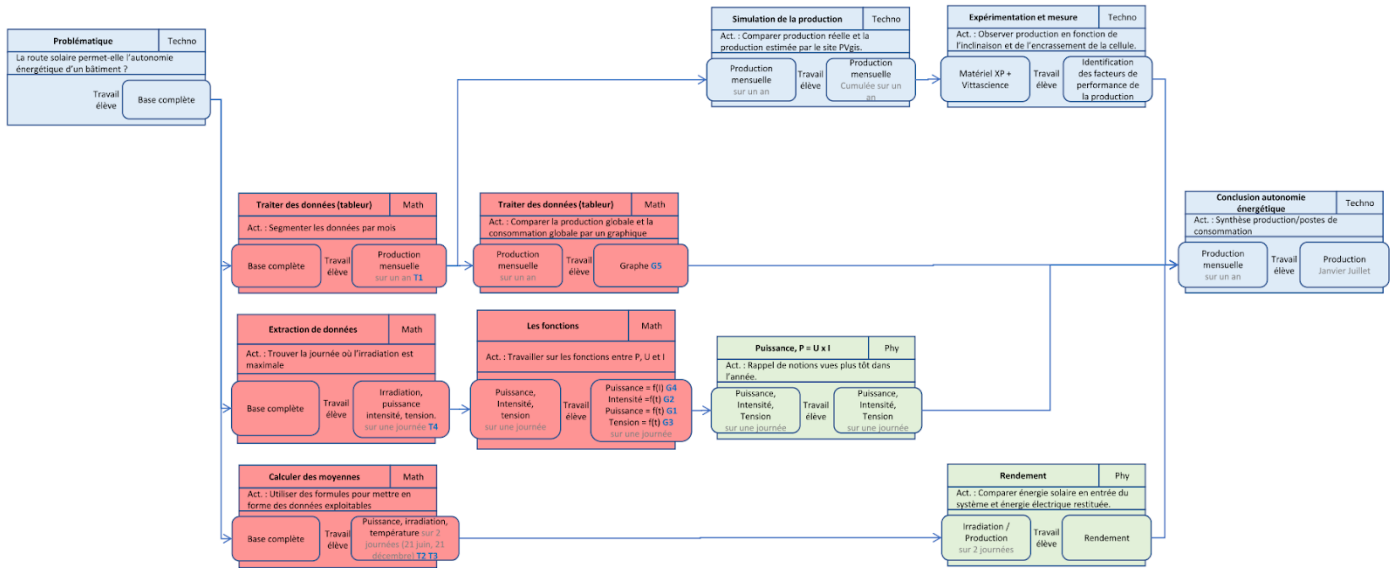 Problématique
Techno
La route solaire permet-elle l’autonomie
énergétique d’un bâtiment ?
Travail
élève
Base complète
Simulation de la production
Techno
Act. : Comparer production réelle et la
production estimée par le site PVgis.
Production
mensuelle
sur un an
Travail
élève
Production
mensuelle
Cumulée sur un
an
Expérimentation et mesure
Techno
Act. : Observer production en fonction de
l’inclinaison et de l’encrassement de la cellule.
Matériel XP +
Vittascience
Travail
élève
Identification
des facteurs de
performance de
la production
Traiter des données (tableur)
Math
Act. : Segmenter les données par mois
Base complète
Travail
élève
Production
mensuelle
sur un an T1
Traiter des données (tableur)
Math
Act. : Comparer la production globale et la
consommation globale par un graphique
Production
mensuelle
sur un an
Travail
élève
Graphe G5
Conclusion autonomie
énergétique
Techno
Act. : Synthèse production/postes de
consommation
Production
mensuelle
sur un an
Travail
élève
Production
Janvier Juillet
Extraction de données
Math
Act. : Trouver la journée où l’irradiation est
maximale
Base complète
Travail
élève
Irradiation,
puissance
intensité, tension.
sur une journée T4
Les fonctions
Math
Act. : Travailler sur les fonctions entre P, U et I
Puissance,
Intensité,
tension
sur une journée
Travail
élève
Puissance = f(I) G4
Intensité =f(t) G2
Puissance = f(t) G1
Tension = f(t) G3
sur une journée
Puissance, P = U x I
Phy
Act. : Rappel de notions vues plus tôt dans
l’année.
Puissance,
Intensité,
Tension
sur une journée
Travail
élève
Puissance,
Intensité,
Tension
sur une journée
Calculer des moyennes
Math
Act. : Utiliser des formules pour mettre en
forme des données exploitables
Base complète
Travail
élève
Puissance, irradiation,
température sur 2
journées (21 juin, 21
décembre) T2 T3
Rendement
Phy
Act. : Comparer énergie solaire en entrée du
système et énergie électrique restituée.
Irradiation /
Production
sur 2 journées
Travail
élève
Rendement